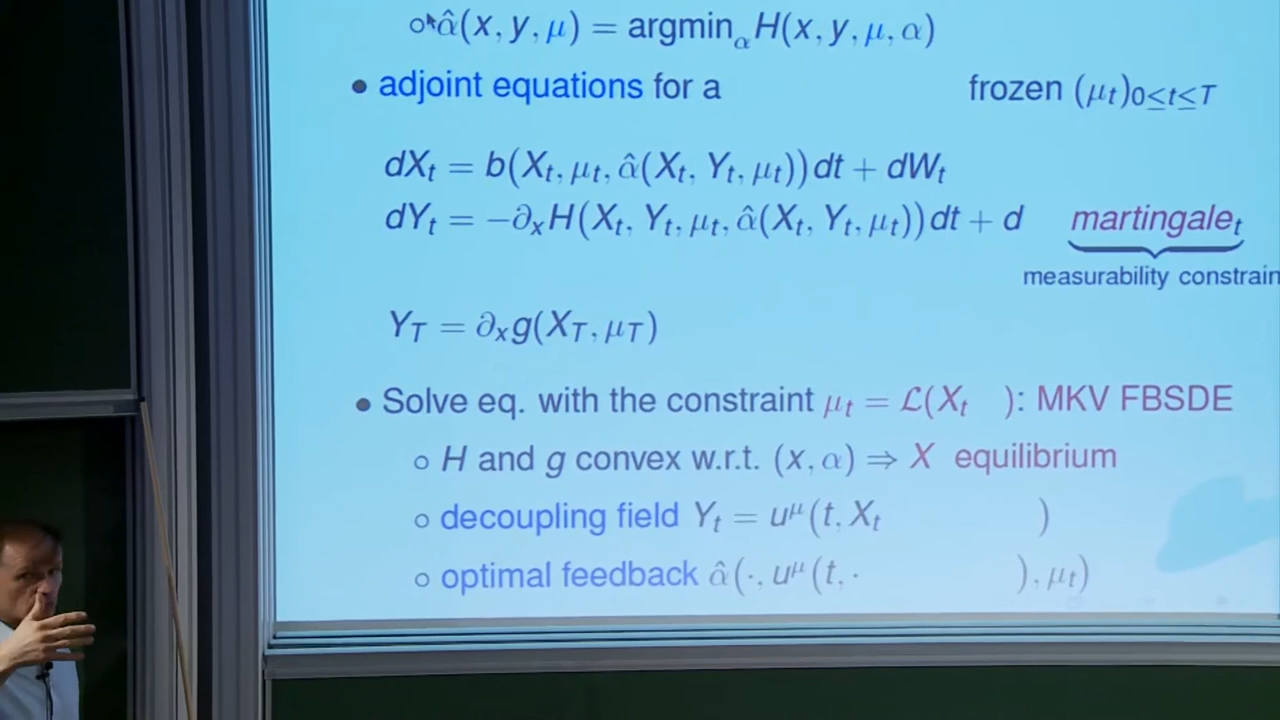 ○ α̂(x, y, μ) = argmin_α H(x, y, μ, α)
• adjoint equations for a frozen (μ_t)_{0≤t≤T}
dX_t = b(X_t, μ_t, α̂(X_t, Y_t, μ_t))dt + dW_t
dY_t = −∂_x H(X_t, Y_t, μ_t, α̂(X_t, Y_t, μ_t))dt + d martingale_t
measurability constrain
Y_T = ∂_x g(X_T, μ_T)
• Solve eq. with the constraint μ_t = ℒ(X_t ): MKV FBSDE
○ H and g convex w.r.t. (x, α) ⇒ X equilibrium
○ decoupling field Y_t = u^μ(t, X_t )
○ optimal feedback α̂(·, u^μ(t, · ), μ_t)